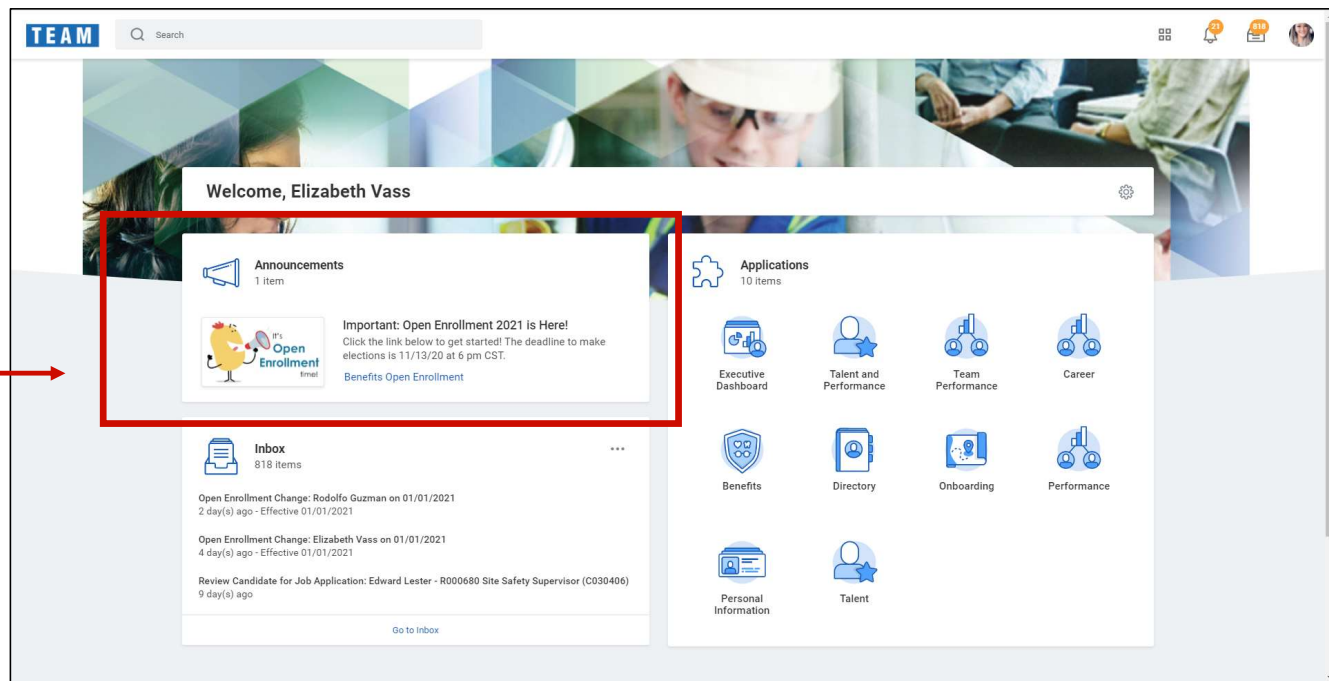 TEAM
Search
21
818
Welcome, Elizabeth Vass
Announcements
1 item
It's
Open
Enrollment
time!
Important: Open Enrollment 2021 is Here!
Click the link below to get started! The deadline to make
elections is 11/13/20 at 6 pm CST.
Benefits Open Enrollment
Inbox
818 items
Open Enrollment Change: Rodolfo Guzman on 01/01/2021
2 day(s) ago - Effective 01/01/2021
Open Enrollment Change: Elizabeth Vass on 01/01/2021
4 day(s) ago - Effective 01/01/2021
Review Candidate for Job Application: Edward Lester - R000680 Site Safety Supervisor (C030406)
9 day(s) ago
Go to Inbox
Applications
10 items
Executive
Dashboard
Talent and
Performance
Team
Performance
Career
Benefits
Directory
Onboarding
Performance
Personal
Information
Talent